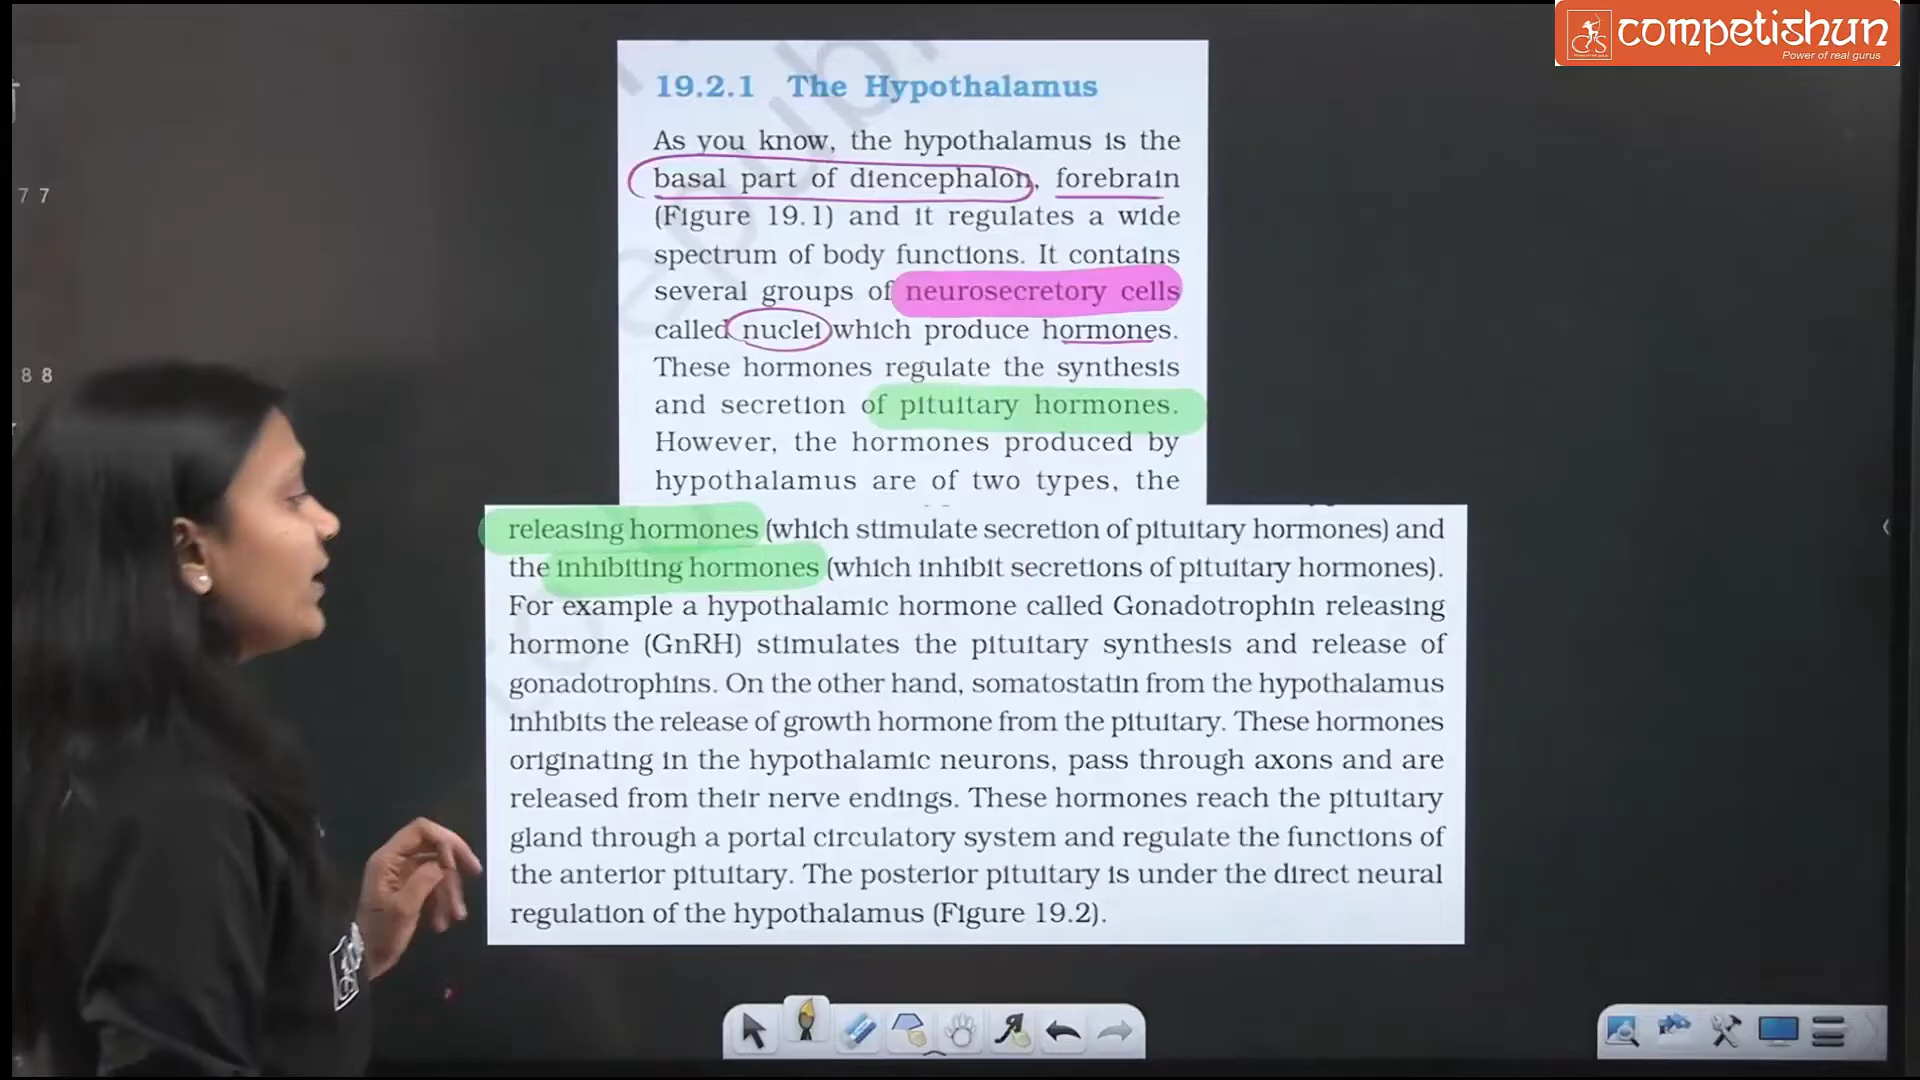 competishun
Power of real gurus
19.2.1 The Hypothalamus
As you know, the hypothalamus is the
basal part of diencephalon, forebrain
(Figure 19.1) and it regulates a wide
spectrum of body functions. It contains
several groups of neurosecretory cells
called nuclei which produce hormones.
These hormones regulate the synthesis
and secretion of pituitary hormones.
However, the hormones produced by
hypothalamus are of two types, the
releasing hormones (which stimulate secretion of pituitary hormones) and
the inhibiting hormones (which inhibit secretions of pituitary hormones).
For example a hypothalamic hormone called Gonadotrophin releasing
hormone (GnRH) stimulates the pituitary synthesis and release of
gonadotrophins. On the other hand, somatostatin from the hypothalamus
inhibits the release of growth hormone from the pituitary. These hormones
originating in the hypothalamic neurons, pass through axons and are
released from their nerve endings. These hormones reach the pituitary
gland through a portal circulatory system and regulate the functions of
the anterior pituitary. The posterior pituitary is under the direct neural
regulation of the hypothalamus (Figure 19.2).
7 7
8 8